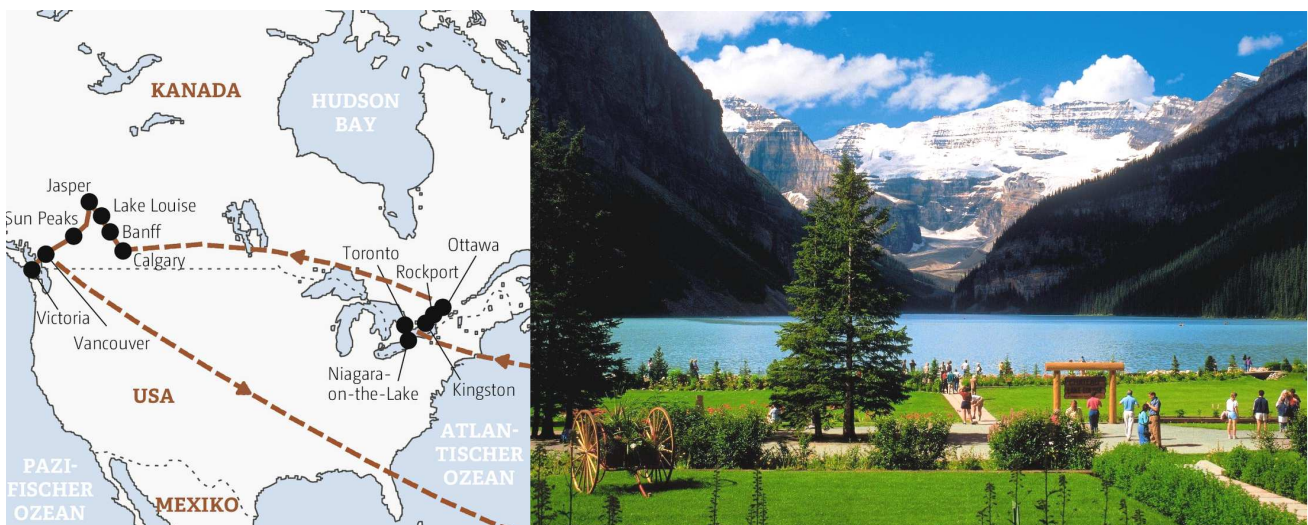 KANADA
HUDSON
BAY
Jasper
Lake Louise
Sun Peaks
Banff
Calgary
Toronto
Ottawa
Rockport
Victoria
Vancouver
Niagara-
on-the-Lake
Kingston
USA
ATLAN-
TISCHER
OZEAN
PAZI-
FISCHER
OZEAN
MEXIKO